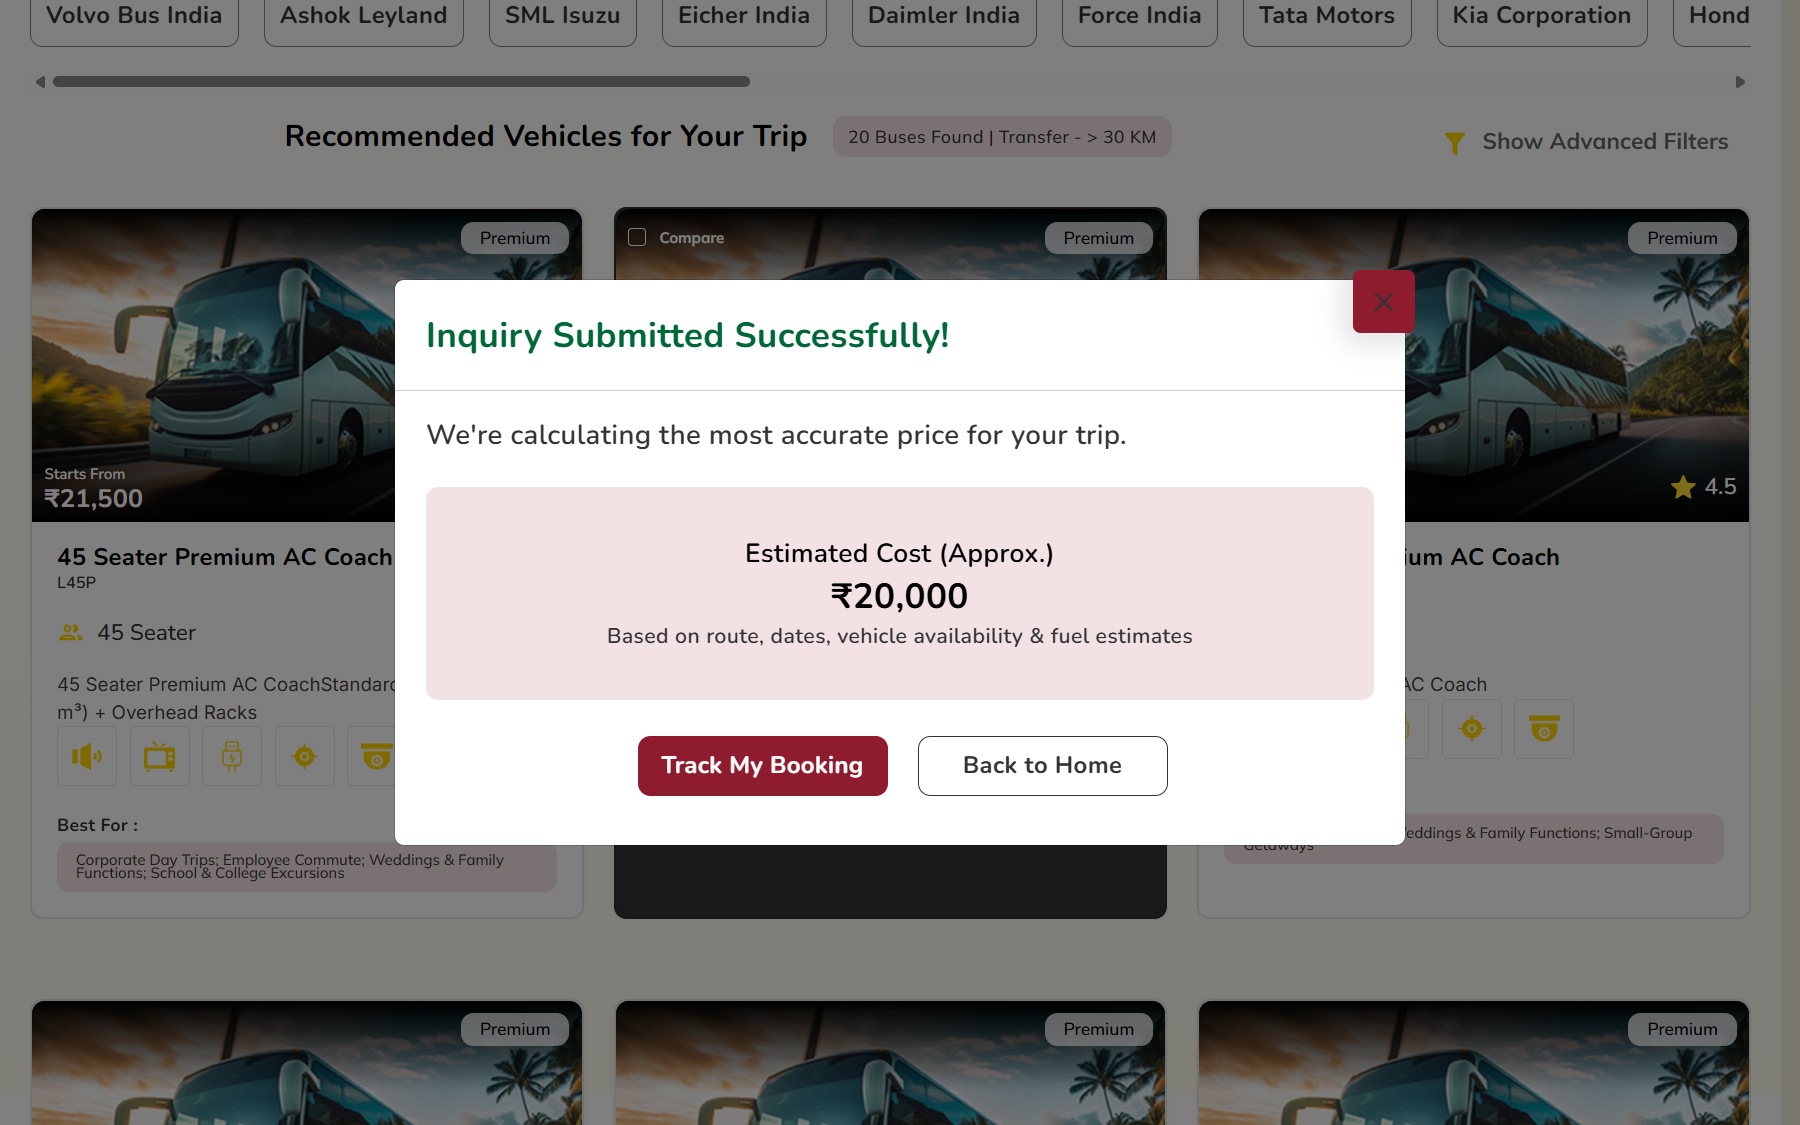 Volvo Bus India
Ashok Leyland
SML Isuzu
Eicher India
Daimler India
Force India
Tata Motors
Kia Corporation
Hond
Recommended Vehicles for Your Trip
20 Buses Found | Transfer - > 30 KM
Show Advanced Filters
Premium
Compare
Premium
Premium
Inquiry Submitted Successfully!
We're calculating the most accurate price for your trip.
Estimated Cost (Approx.)
₹20,000
Based on route, dates, vehicle availability & fuel estimates
Track My Booking
Back to Home
Starts From
₹21,500
4.5
45 Seater Premium AC Coach
L45P
45 Seater
45 Seater Premium AC CoachStandard
m³) + Overhead Racks
Best For :
Corporate Day Trips; Employee Commute; Weddings & Family
Functions; School & College Excursions
ium AC Coach
AC Coach
eddings & Family Functions; Small-Group
Getaways
Premium
Premium
Premium